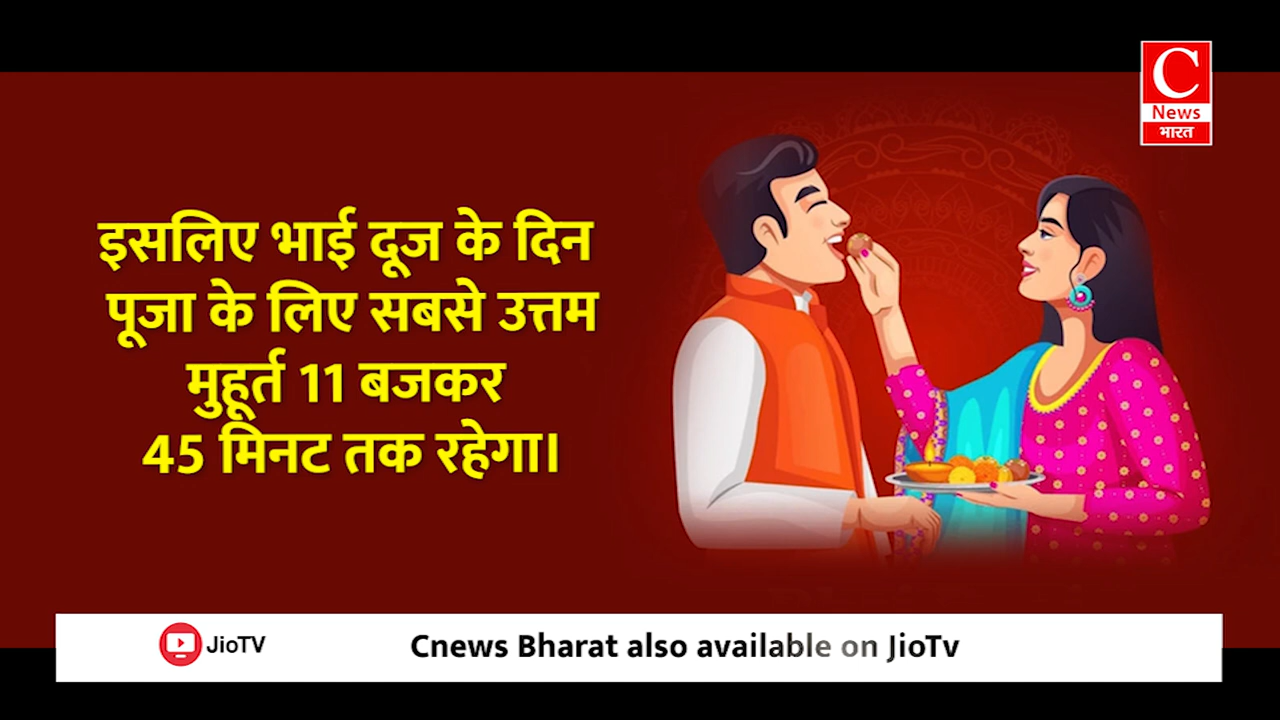 C
News
भारत
इसलिए भाई दूज के दिन
पूजा के लिए सबसे उत्तम
मुहूर्त 11 बजकर
45 मिनट तक रहेगा।
JioTV
Cnews Bharat also available on JioTv